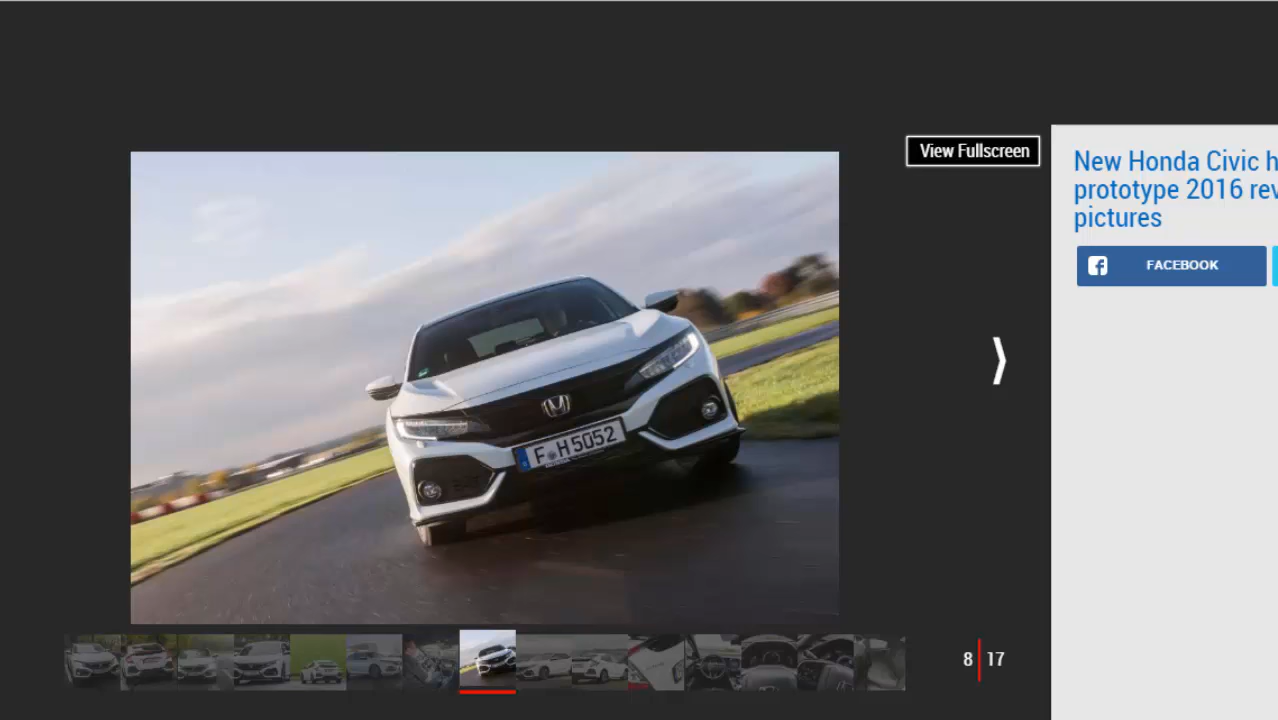 View Fullscreen
New Honda Civic h
prototype 2016 rev
pictures
FACEBOOK
F H 5052
8 17